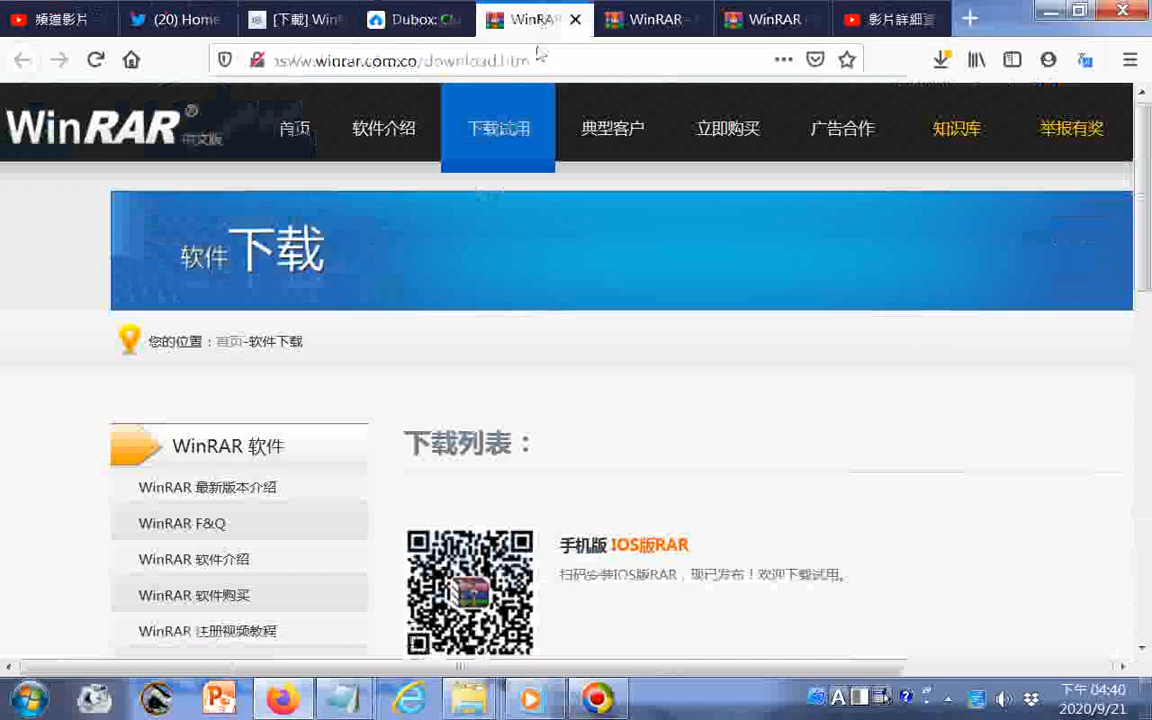 頻道影片
(20) Home
[下載] Win
Dubox: Cl
WinRAR
WinRAR-
WinRAR
影片詳細
www.winrar.com.cn/download.htm
WinRAR®
中文版
首页
软件介绍
下载试用
典型客户
立即购买
广告合作
知识库
举报有奖
软件下载
您的位置：首页-软件下载
WinRAR 软件
WinRAR 最新版本介绍
WinRAR F&Q
WinRAR 软件介绍
WinRAR 软件购买
WinRAR 注册视频教程
下载列表：
手机版 IOS版RAR
扫码安装IOS版RAR，现已发布！欢迎下载试用。
A
下午 04:40
2020/9/21